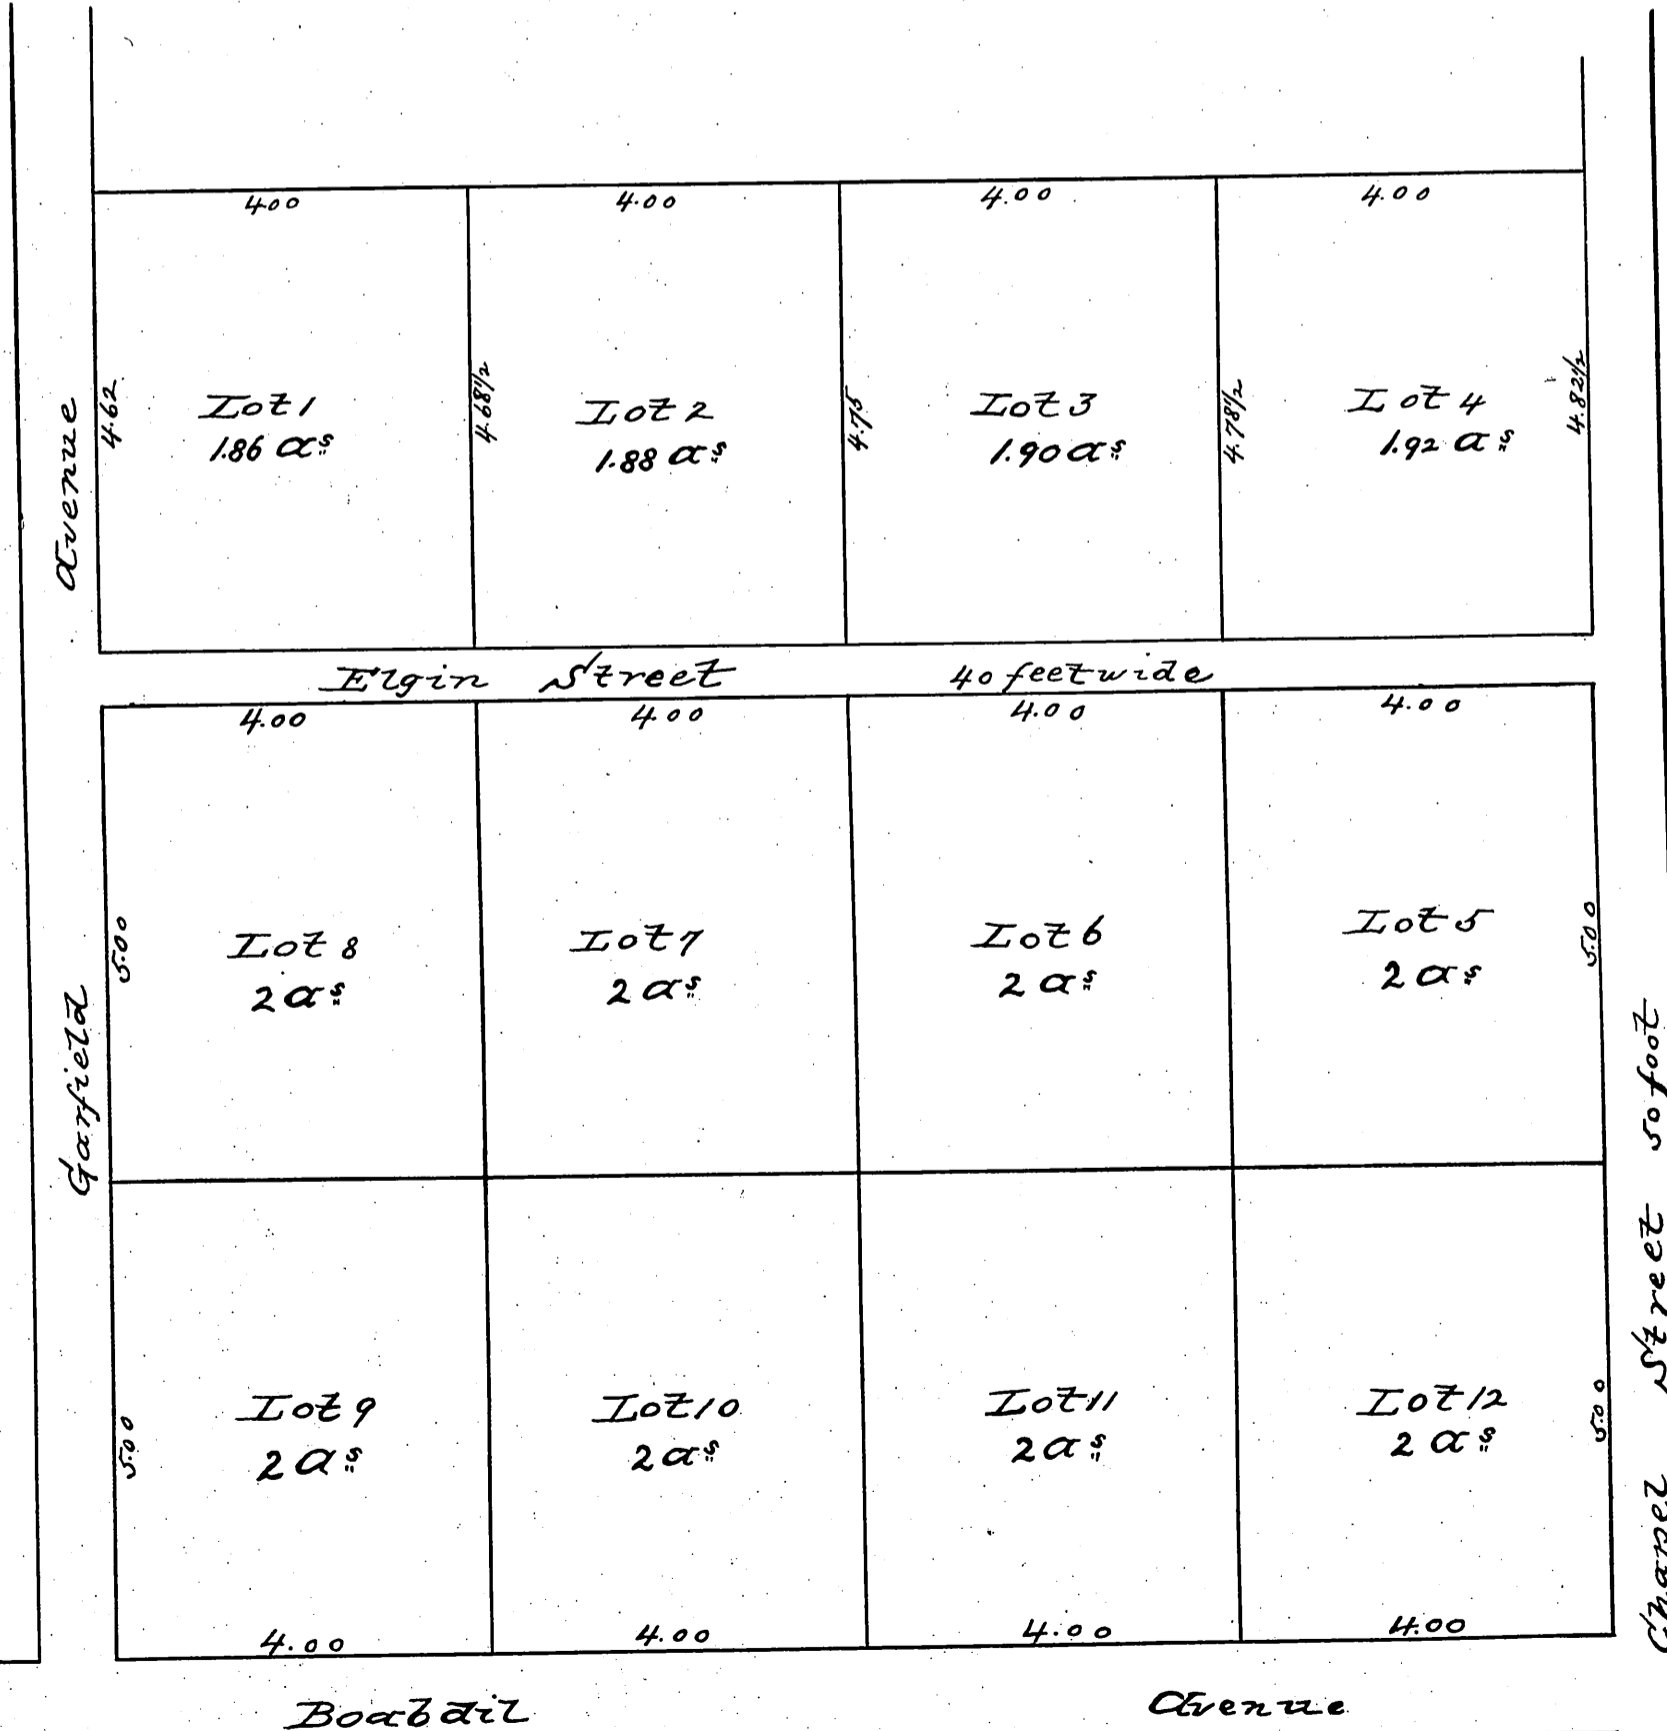 4.00 4.00 4.00 4.00
4.62 4.68½ 4.75 4.78½ 4.82½
Lot 1
1.86 as
Lot 2
1.88 as
Lot 3
1.90 as
Lot 4
1.92 as
Elgin Street 40 feet wide
4.00 4.00 4.00 4.00
5.00
Lot 8
2 as
Lot 7
2 as
Lot 6
2 as
Lot 5
2 as
5.00
5.00
Lot 9
2 as
Lot 10
2 as
Lot 11
2 as
Lot 12
2 as
5.00
4.00 4.00 4.00 4.00
Garfield Avenue
Chapel Street 50 foot
Boabdil Avenue